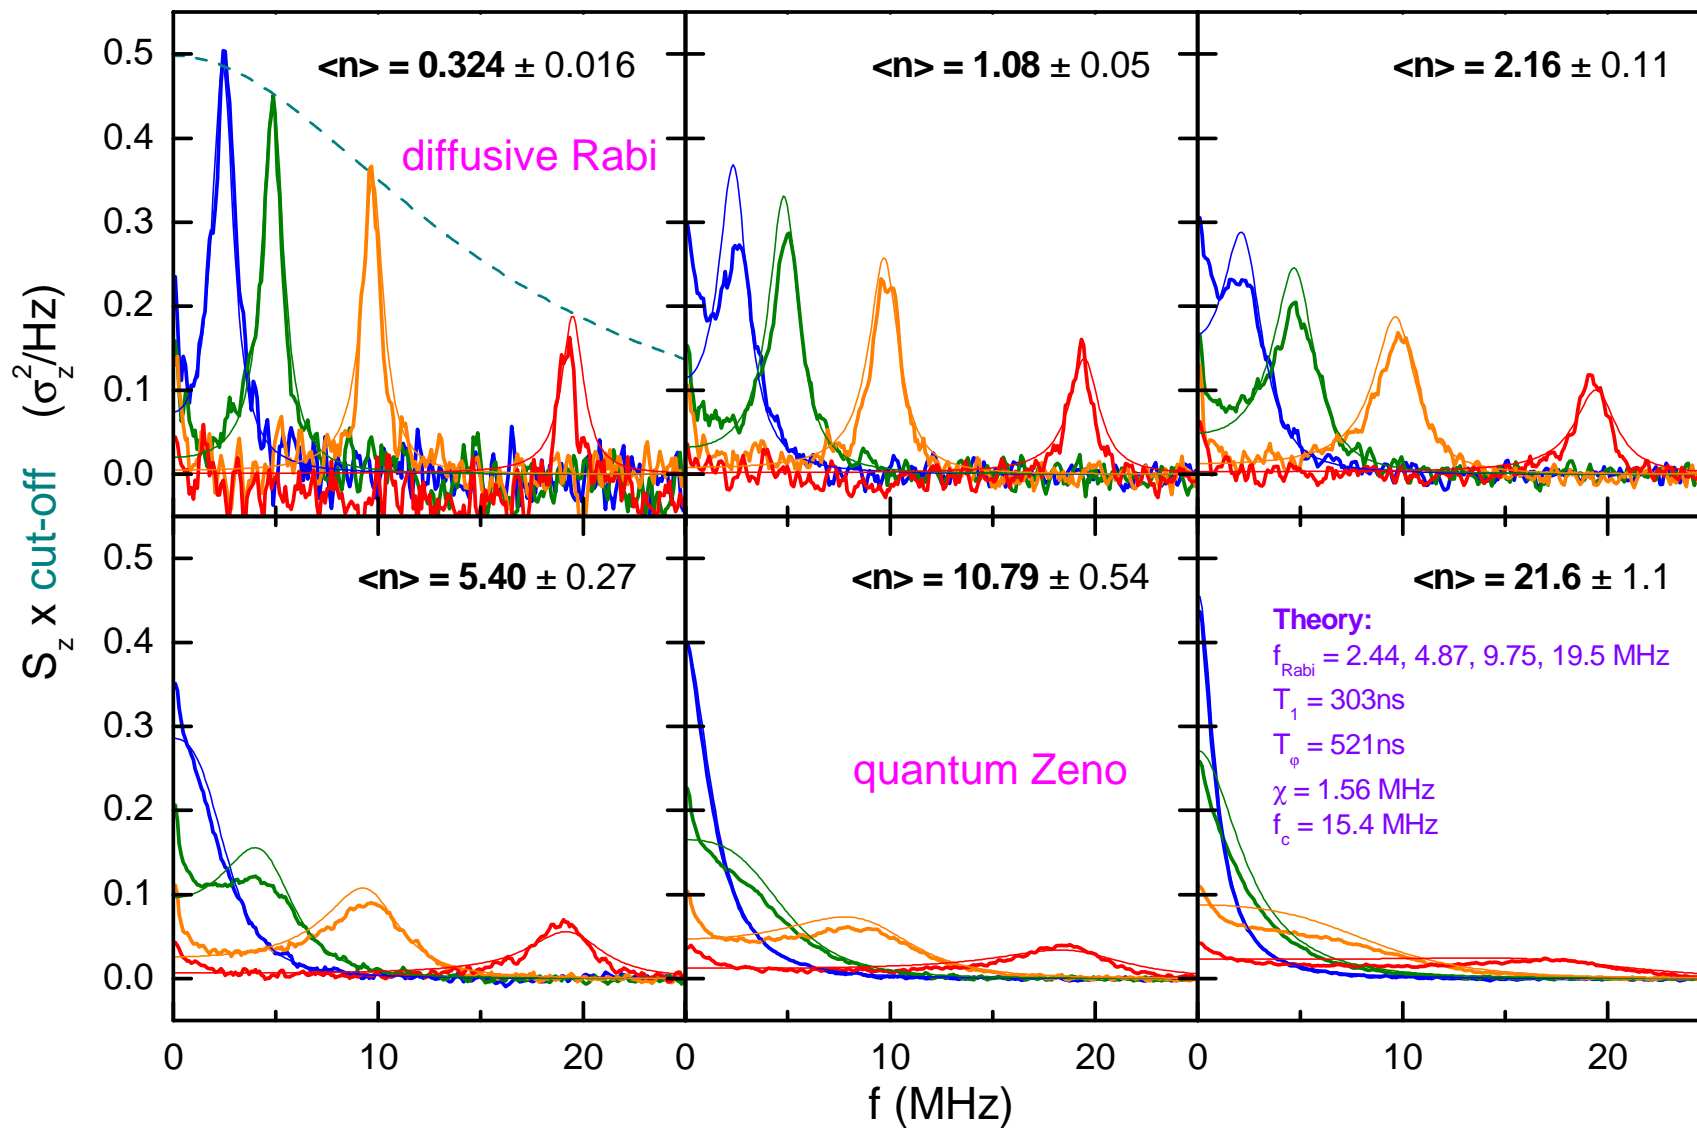 <n> = 0.324 ± 0.016
<n> = 1.08 ± 0.05
<n> = 2.16 ± 0.11
diffusive Rabi
0.5
0.4
0.3
0.2
0.1
0.0
S_z x cut-off (σ_z^2/Hz)
<n> = 5.40 ± 0.27
<n> = 10.79 ± 0.54
<n> = 21.6 ± 1.1
quantum Zeno
Theory:
f_Rabi = 2.44, 4.87, 9.75, 19.5 MHz
T_1 = 303ns
T_φ = 521ns
χ = 1.56 MHz
f_c = 15.4 MHz
0.5
0.4
0.3
0.2
0.1
0.0
0 10 20 0 10 20 0 10 20
f (MHz)